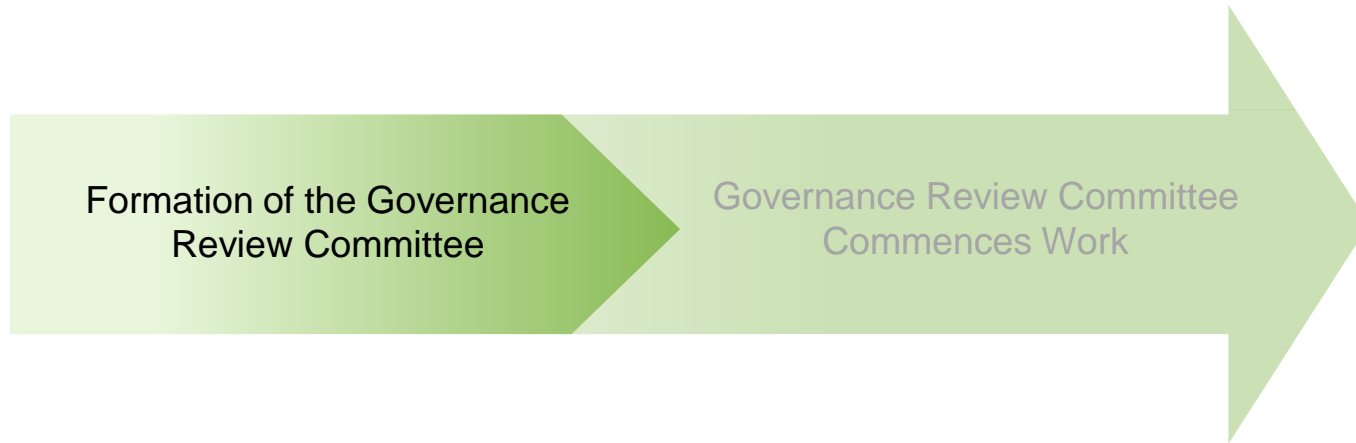 Formation of the Governance
Review Committee
Governance Review Committee
Commences Work